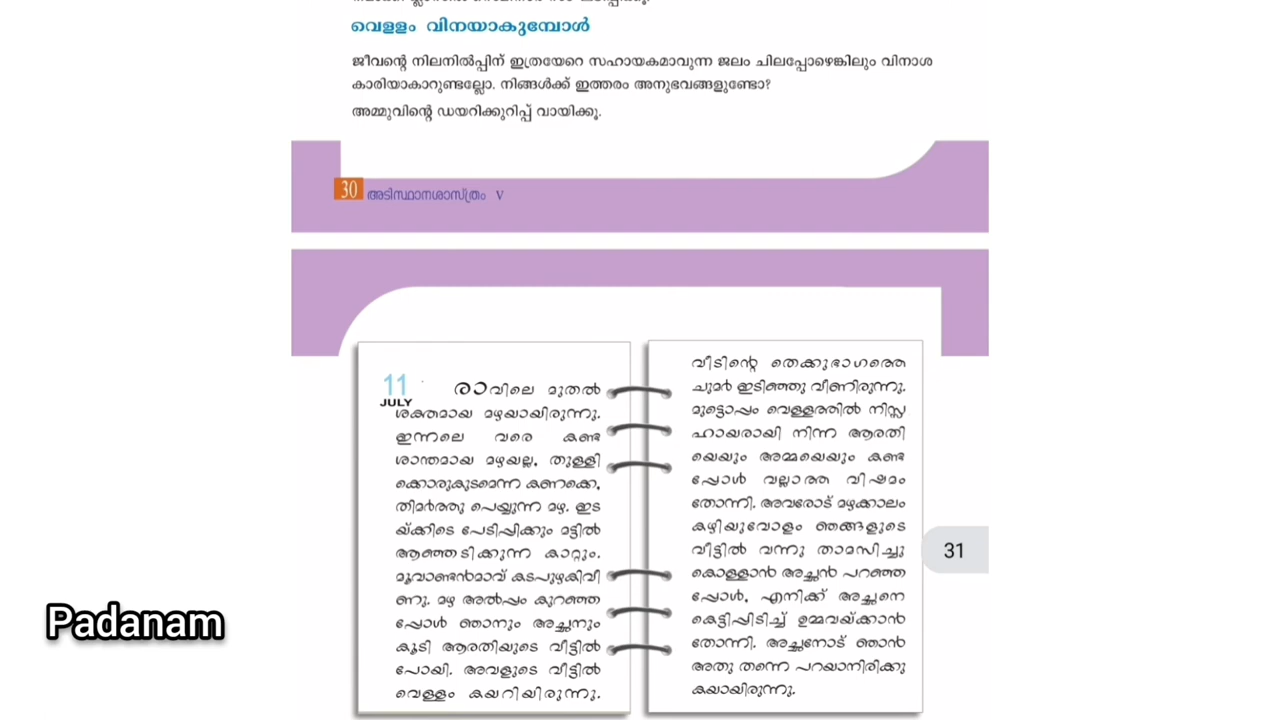 വെള്ളം വിനയാകുമ്പോൾ
ജീവന്റെ നിലനിൽപ്പിന് ഇത്രയേറെ സഹായകമാവുന്ന ജലം ചിലപ്പോഴെങ്കിലും വിനാശ
കാരിയാകാറുണ്ടല്ലോ. നിങ്ങൾക്ക് ഇത്തരം അനുഭവങ്ങളുണ്ടോ?
അമ്മുവിന്റെ ഡയറിക്കുറിപ്പ് വായിക്കൂ.
30 അടിസ്ഥാനശാസ്ത്രം V
11
JULY
രാവിലെ മുതൽ
ശക്തമായ മഴയായിരുന്നു.
ഇന്നലെ വരെ കണ്ട
ശാന്തമായ മഴയല്ല, തുള്ളി
ക്കൊരുകുടമെന്ന കണക്കെ,
തിമർത്തു പെയ്യുന്ന മഴ. ഇട
യ്ക്കിടെ പേടിപ്പിക്കും മട്ടിൽ
ആഞ്ഞടിക്കുന്ന കാറ്റും.
മൂവാണ്ടൻമാവ് കടപുഴകിവീ
ണു. മഴ അൽപ്പം കുറഞ്ഞ
പ്പോൾ ഞാനും അച്ഛനും
കൂടി ആരതിയുടെ വീട്ടിൽ
പോയി. അവളുടെ വീട്ടിൽ
വെള്ളം കയറിയിരുന്നു.
വീടിന്റെ തെക്കുഭാഗത്തെ
ചുമർ ഇടിഞ്ഞു വീണിരുന്നു.
മുട്ടൊപ്പം വെള്ളത്തിൽ നിസ്സ
ഹായരായി നിന്ന ആരതി
യെയും അമ്മയെയും കണ്ട
പ്പോൾ വല്ലാത്ത വിഷമം
തോന്നി. അവരോട് മഴക്കാലം
കഴിയുവോളം ഞങ്ങളുടെ
വീട്ടിൽ വന്നു താമസിച്ചു
കൊള്ളാൻ അച്ഛൻ പറഞ്ഞ
പ്പോൾ, എനിക്ക് അച്ഛനെ
കെട്ടിപ്പിടിച്ച് ഉമ്മവയ്ക്കാൻ
തോന്നി. അച്ഛനോട് ഞാൻ
അതു തന്നെ പറയാനിരിക്കു
കയായിരുന്നു.
31
Padanam